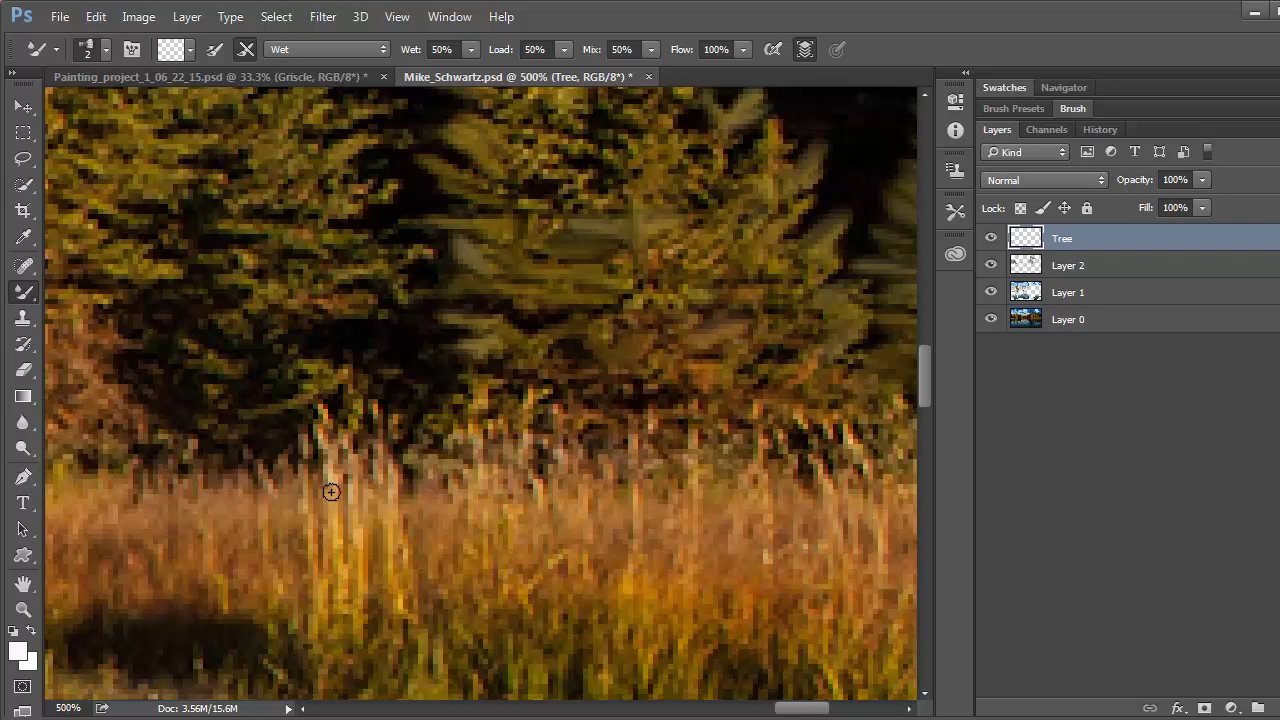 Ps File Edit Image Layer Type Select Filter 3D View Window Help
2 Wet Wet: 50% Load: 50% Mix: 50% Flow: 100%
Painting_project_1_06_22_15.psd @ 33.3% (Griscle, RGB/8*) * × Mike_Schwartz.psd @ 500% (Tree, RGB/8*) * ×
Swatches Navigator
Brush Presets Brush
Layers Channels History
Kind
Normal Opacity: 100%
Lock: Fill: 100%
Tree
Layer 2
Layer 1
Layer 0
500% Doc: 3.56M/15.6M